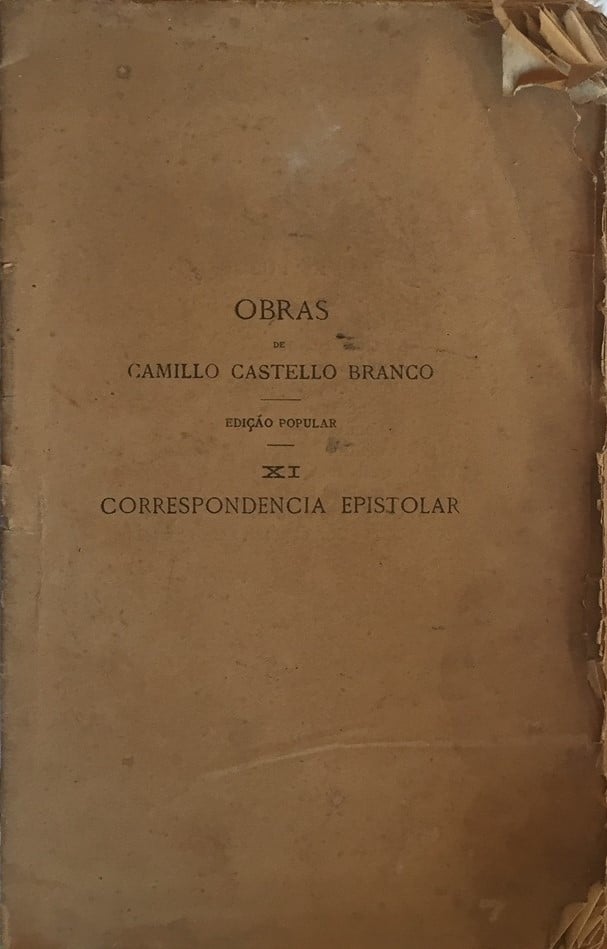 OBRAS
DE
CAMILLO CASTELLO BRANCO
EDIÇÃO POPULAR
XI
CORRESPONDENCIA EPISTOLAR